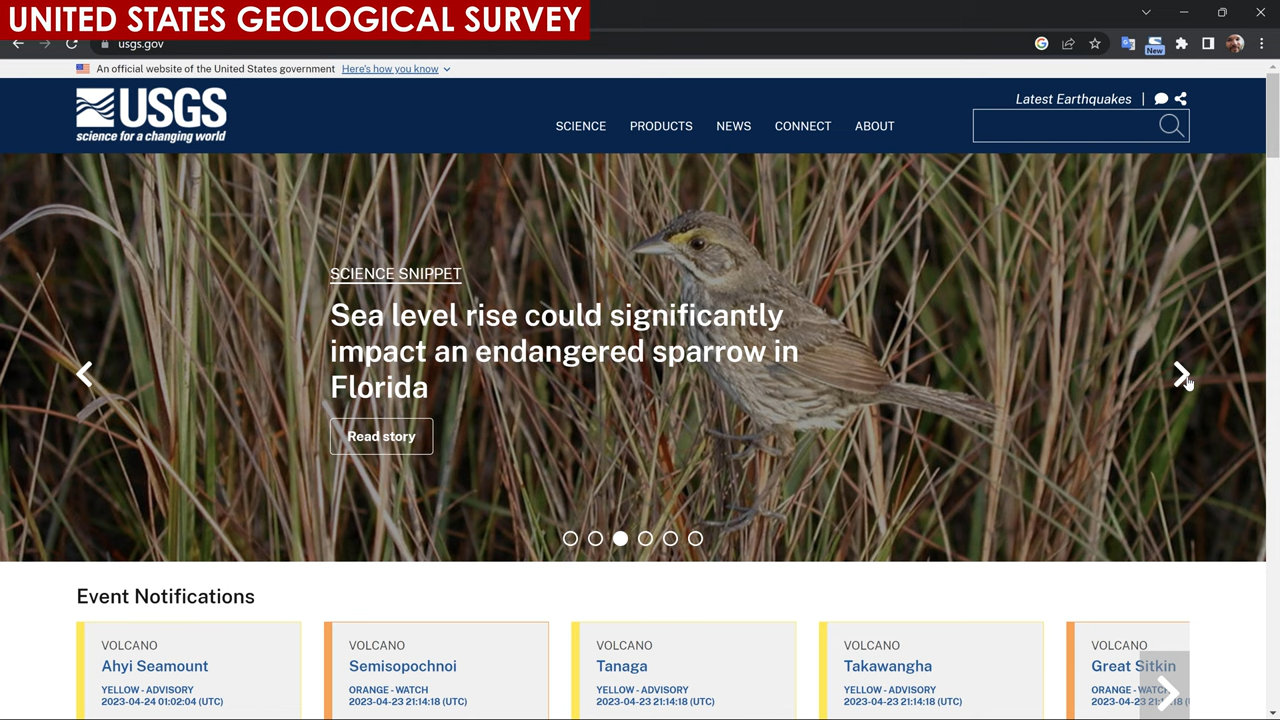 UNITED STATES GEOLOGICAL SURVEY
usgs.gov
New
An official website of the United States government Here's how you know
USGS
science for a changing world
SCIENCE PRODUCTS NEWS CONNECT ABOUT
Latest Earthquakes |
SCIENCE SNIPPET
Sea level rise could significantly
impact an endangered sparrow in
Florida
Read story
Event Notifications
VOLCANO
Ahyi Seamount
YELLOW - ADVISORY
2023-04-24 01:02:04 (UTC)
VOLCANO
Semisopochnoi
ORANGE - WATCH
2023-04-23 21:14:18 (UTC)
VOLCANO
Tanaga
YELLOW - ADVISORY
2023-04-23 21:14:18 (UTC)
VOLCANO
Takawangha
YELLOW - ADVISORY
2023-04-23 21:14:18 (UTC)
VOLCANO
Great Sitkin
ORANGE - WATCH
2023-04-23 21:14:18 (U